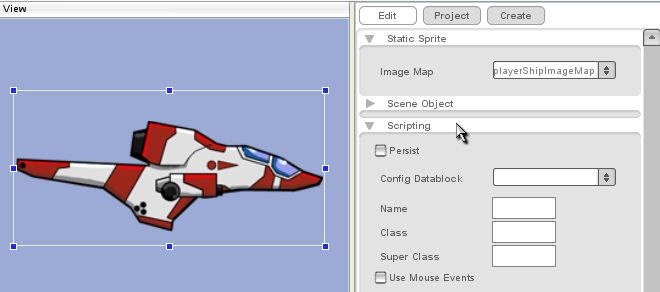 View
Edit
Project
Create
Static Sprite
Image Map
playerShipImageMap
Scene Object
Scripting
Persist
Config Datablock
Name
Class
Super Class
Use Mouse Events